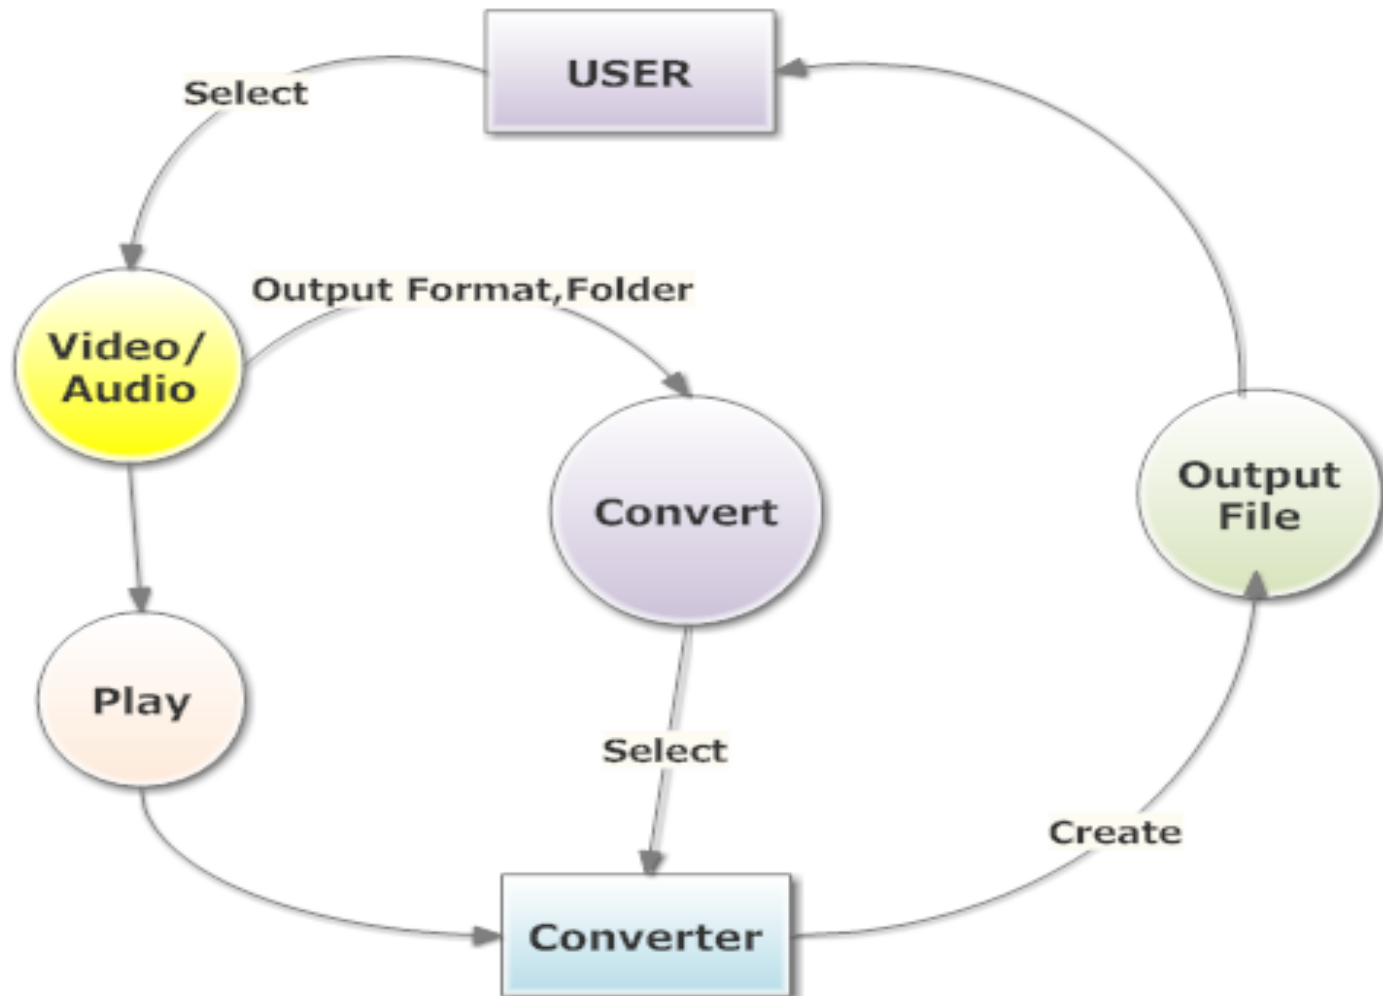 USER
Select
Output Format,Folder
Video/
Audio
Convert
Output
File
Play
Select
Create
Converter